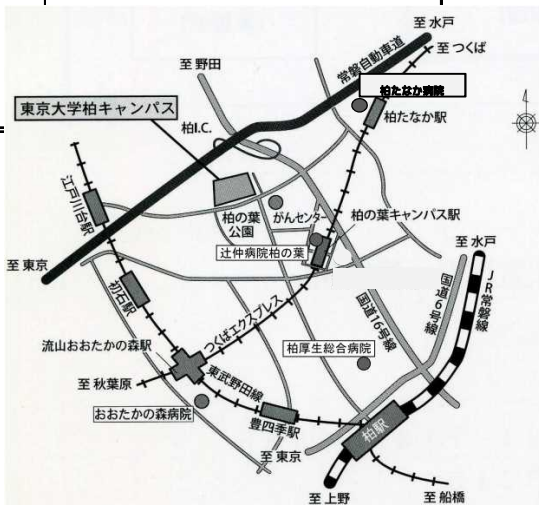 至 水戸
至 つくば
常磐自動車道
至 野田
柏たなか病院
東京大学柏キャンパス
柏I.C.
柏たなか駅
江戸川台駅
柏の葉
公園
がんセンター
柏の葉キャンパス駅
至 水戸
辻仲病院柏の葉
至 東京
初石駅
国道16号線
国道6号線
JR常磐線
つくばエクスプレス
流山おおたかの森駅
柏厚生総合病院
至 秋葉原
東武野田線
おおたかの森病院
豊四季駅
柏駅
至 東京
至 上野
至 船橋